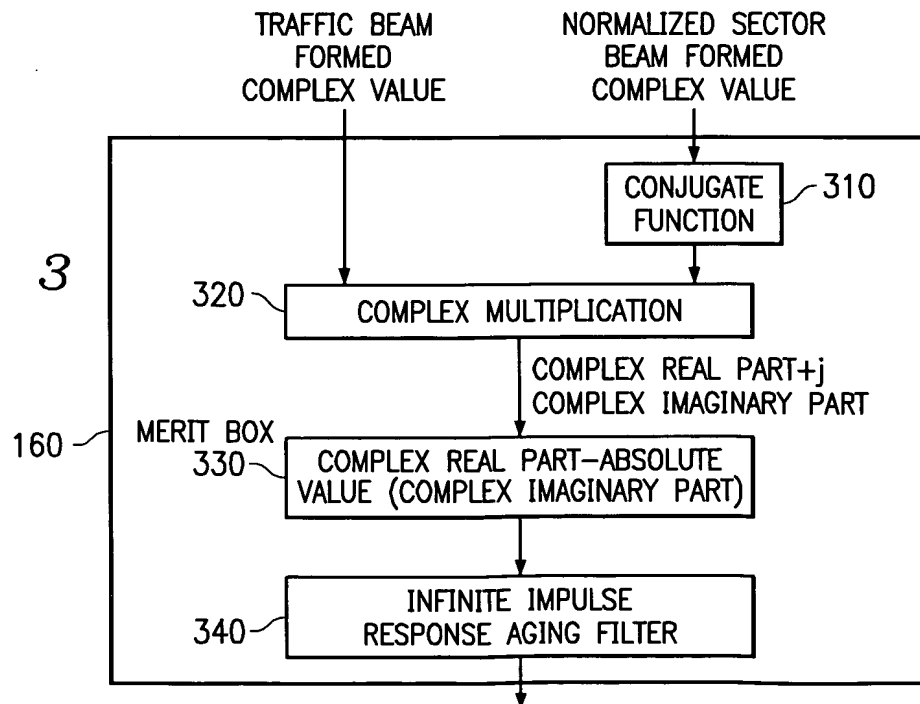 TRAFFIC BEAM
FORMED
COMPLEX VALUE
NORMALIZED SECTOR
BEAM FORMED
COMPLEX VALUE
CONJUGATE
FUNCTION
310
3
320
COMPLEX MULTIPLICATION
COMPLEX REAL PART+j
COMPLEX IMAGINARY PART
160
MERIT BOX
330
COMPLEX REAL PART-ABSOLUTE
VALUE (COMPLEX IMAGINARY PART)
340
INFINITE IMPULSE
RESPONSE AGING FILTER